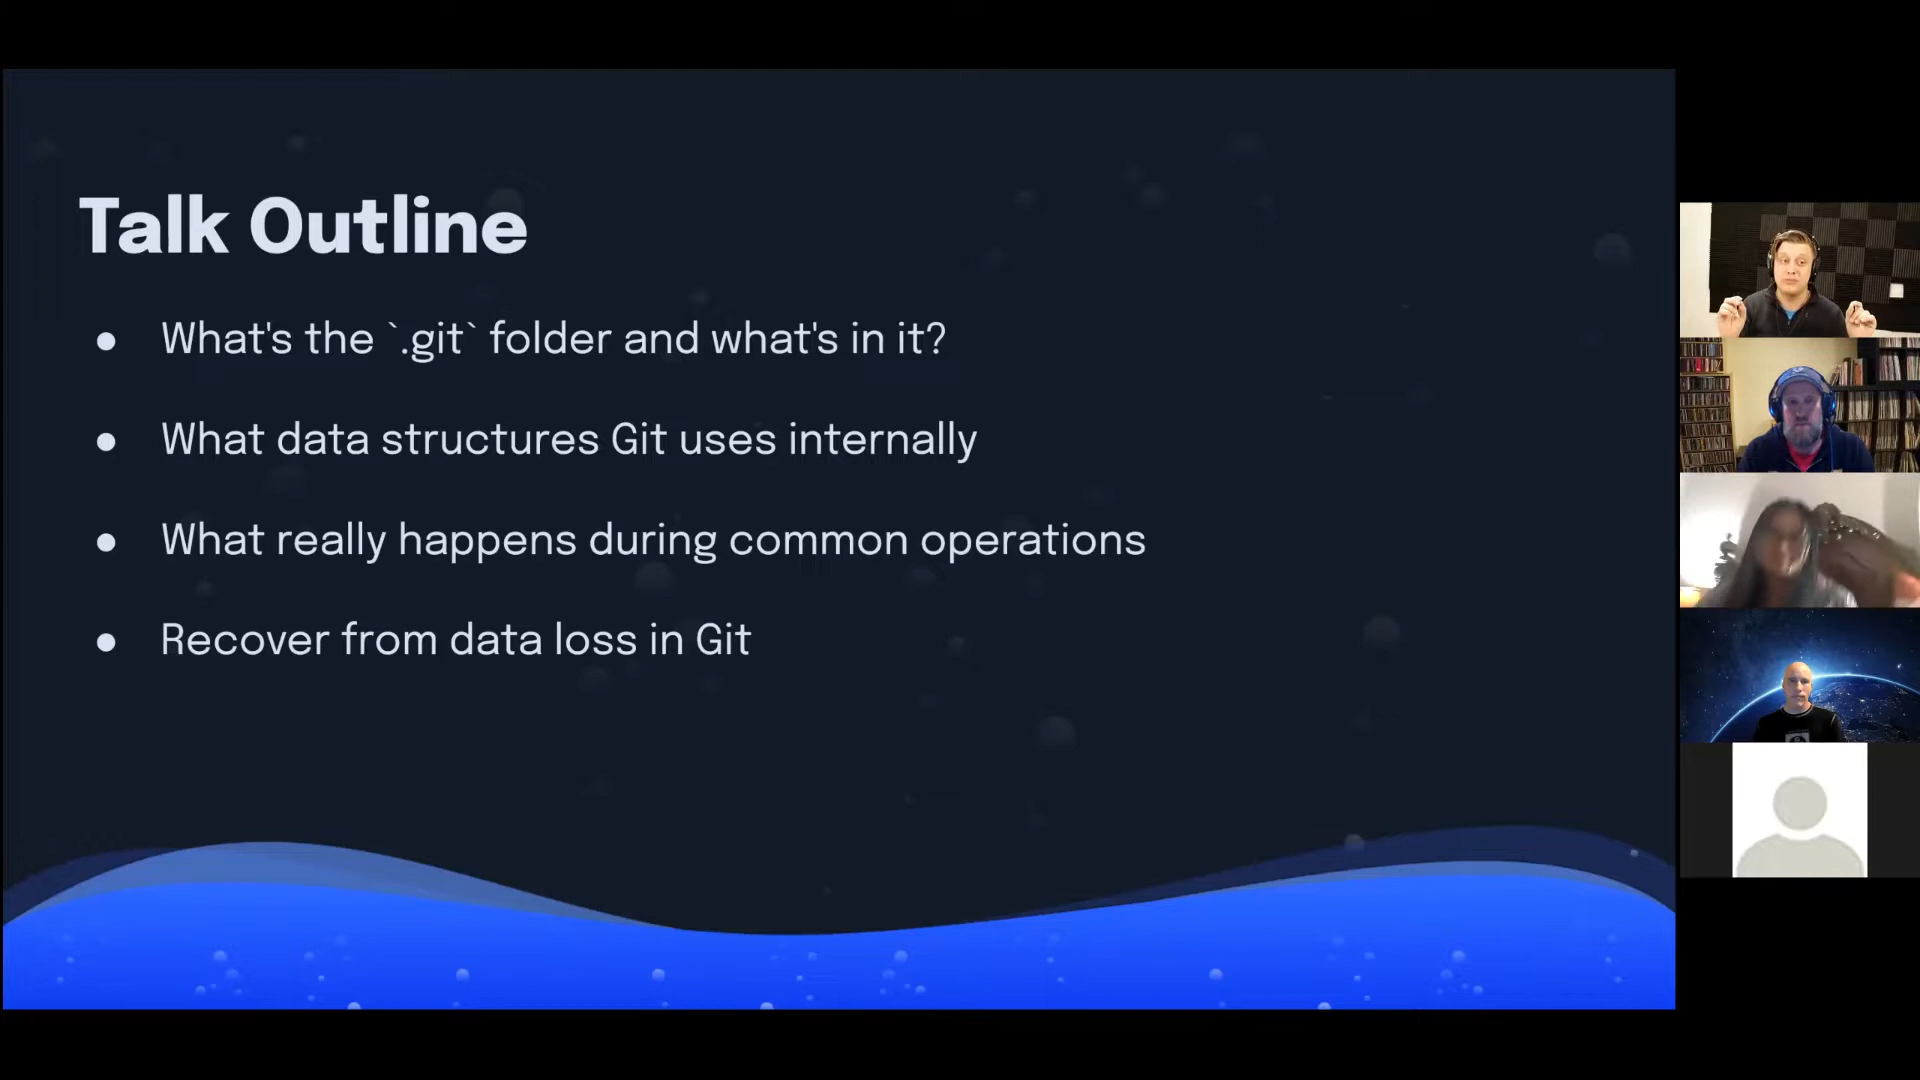 Talk Outline
● What's the `.git` folder and what's in it?
● What data structures Git uses internally
● What really happens during common operations
● Recover from data loss in Git